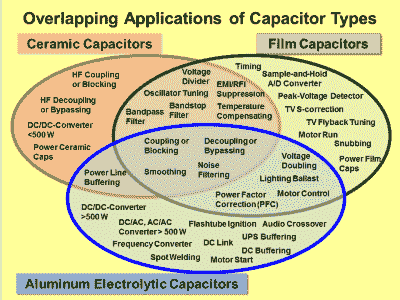 Overlapping Applications of Capacitor Types
Ceramic Capacitors
Film Capacitors
HF Coupling
or Blocking
HF Decoupling
or Bypassing
DC/DC-Converter
<500 W
Power Ceramic
Caps
Voltage
Divider
Oscillator Tuning
Bandpass
Filter
Bandstop
Filter
EMI/RFI
Suppression
Temperature
Compensating
Timing
Sample-and-Hold
A/D Converter
Peak-Voltage Detector
TV S-correction
TV Flyback Tuning
Motor Run
Snubbing
Power Film
Caps
Coupling or
Blocking
Decoupling or
Bypassing
Smoothing
Noise
Filtering
Power Line
Buffering
Voltage
Doubling
Lighting Ballast
Power Factor
Correction(PFC)
Motor Control
DC/DC-Converter
>500 W
DC/AC, AC/AC
Converter> 500 W
Frequency Converter
Spot Welding
Flashtube Ignition
Audio Crossover
DC Link
UPS Buffering
DC Buffering
Motor Start
Aluminum Electrolytic Capacitors